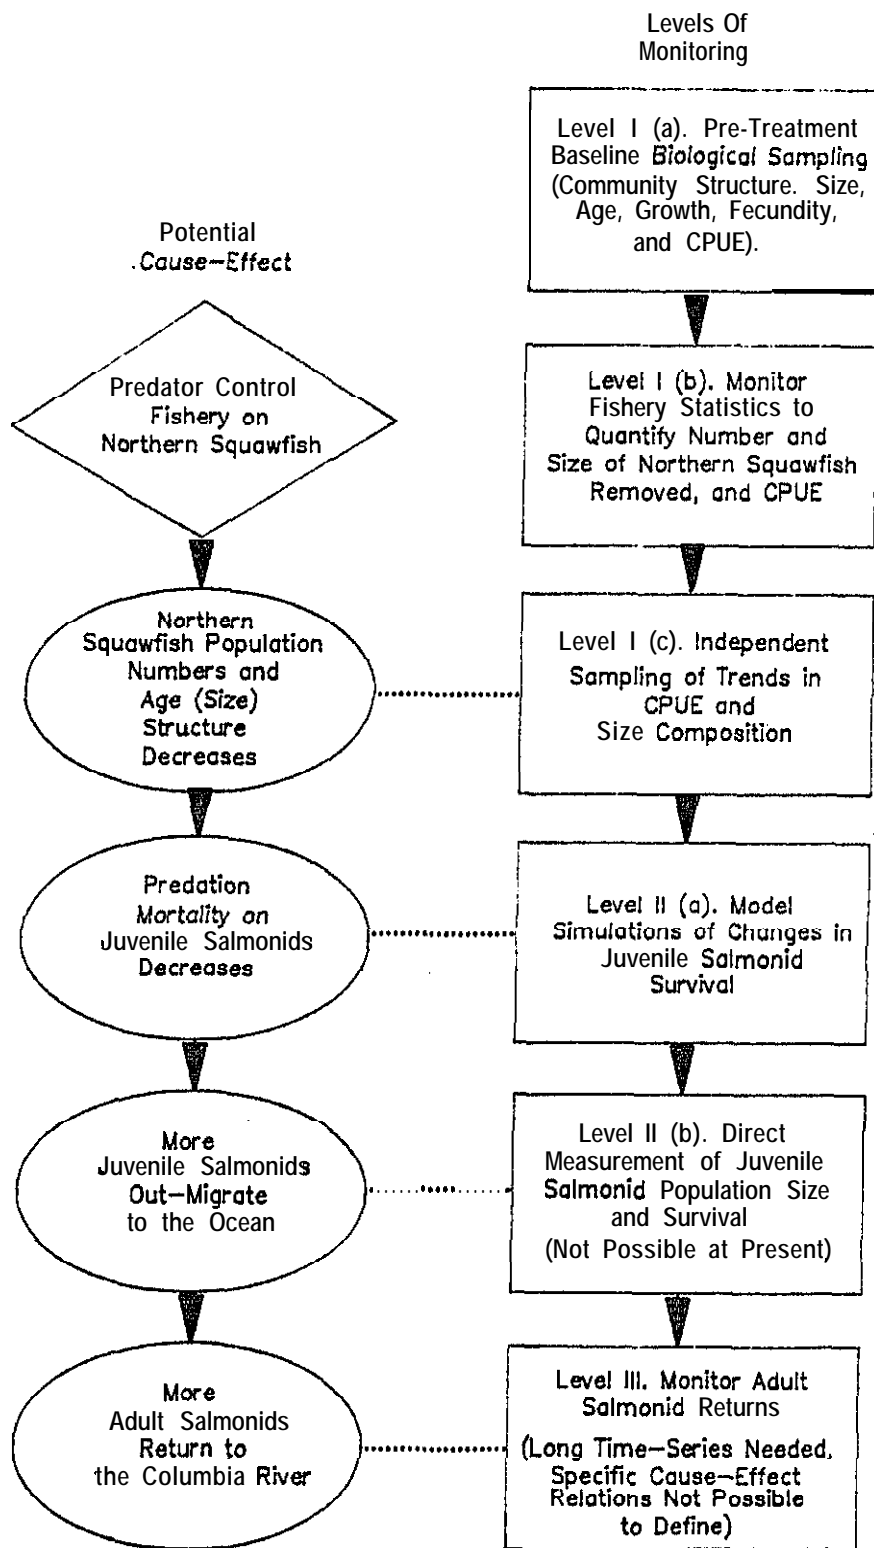 Levels Of
Monitoring
Level I (a). Pre-Treatment
Baseline Biological Sampling
(Community Structure. Size,
Age, Growth, Fecundity,
and CPUE).
Potential
.Cause-Effect
Predator Control
Fishery on
Northern Squawfish
Level I (b). Monitor
Fishery Statistics to
Quantify Number and
Size of Northern Squawfish
Removed, and CPUE
Northern
Squawfish Population
Numbers and
Age (Size)
Structure
Decreases
Level I (c). Independent
Sampling of Trends in
CPUE and
Size Composition
Predation
Mortality on
Juvenile Salmonids
Decreases
Level II (a). Model
Simulations of Changes in
Juvenile Salmonid
Survival
More
Juvenile Salmonids
Out-Migrate
to the Ocean
Level II (b). Direct
Measurement of Juvenile
Salmonid Population Size
and Survival
(Not Possible at Present)
More
Adult Salmonids
Return to
the Columbia River
Level III. Monitor Adult
Salmonid Returns
(Long Time-Series Needed,
Specific Cause-Effect
Relations Not Possible
to Define)